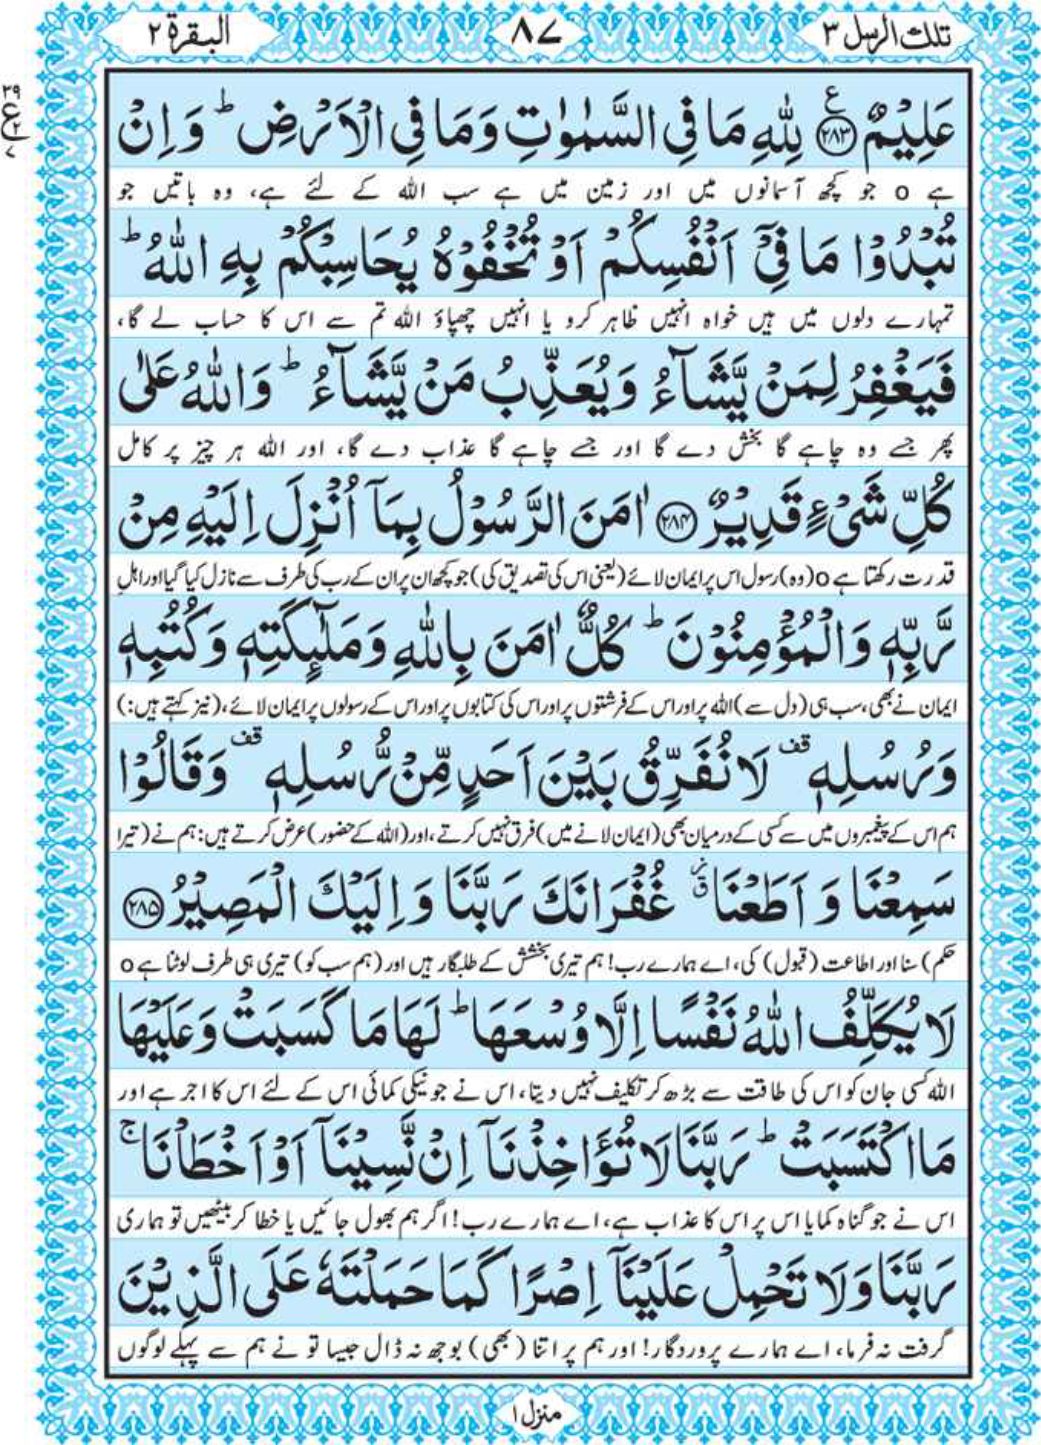 تلك الرسل ٣
٨٧
البقرة ٢
٣٩
ع
٧
عَلِيْمٌ ﴿٢٨٣﴾ ع لِلّٰهِ مَا فِى السَّمٰوٰتِ وَمَا فِى الْاَرْضِ ؕ وَاِنْ
ہے o جو کچھ آسمانوں میں اور زمین میں ہے سب اللہ کے لئے ہے، وہ باتیں جو
تُبْدُوْا مَا فِىْۤ اَنْفُسِكُمْ اَوْ تُخْفُوْهُ يُحَاسِبْكُمْ بِهِ اللّٰهُ ؕ
تمہارے دلوں میں ہیں خواہ انہیں ظاہر کرو یا انہیں چھپاؤ اللہ تم سے اس کا حساب لے گا،
فَيَغْفِرُ لِمَنْ يَّشَآءُ وَيُعَذِّبُ مَنْ يَّشَآءُ ؕ وَاللّٰهُ عَلٰى
پھر جسے وہ چاہے گا بخش دے گا اور جسے چاہے گا عذاب دے گا، اور اللہ ہر چیز پر کامل
كُلِّ شَىْءٍ قَدِيْرٌ ﴿٢٨٤﴾ اٰمَنَ الرَّسُوْلُ بِمَاۤ اُنْزِلَ اِلَيْهِ مِنْ
قدرت رکھتا ہے o (وہ) رسول اس پر ایمان لائے (یعنی اس کی تصدیق کی) جو کچھ ان پر ان کے رب کی طرف سے نازل کیا گیا اور اہلِ
رَّبِّهٖ وَالْمُؤْمِنُوْنَ ؕ كُلٌّ اٰمَنَ بِاللّٰهِ وَمَلٰٓئِكَتِهٖ وَكُتُبِهٖ
ایمان نے بھی، سب ہی (دل سے) اللہ پر اور اس کے فرشتوں پر اور اس کی کتابوں پر اور اس کے رسولوں پر ایمان لائے، (نیز کہتے ہیں:)
وَرُسُلِهٖ قف لَا نُفَرِّقُ بَيْنَ اَحَدٍ مِّنْ رُّسُلِهٖ قف وَقَالُوْا
ہم اس کے پیغمبروں میں سے کسی کے درمیان بھی (ایمان لانے میں) فرق نہیں کرتے، اور (اللہ کے حضور) عرض کرتے ہیں: ہم نے (تیرا
سَمِعْنَا وَ اَطَعْنَا غُفْرَانَكَ رَبَّنَا وَ اِلَيْكَ الْمَصِيْرُ ﴿٢٨٥﴾
حکم) سنا اور اطاعت (قبول) کی، اے ہمارے رب! ہم تیری بخشش کے طلبگار ہیں اور (ہم سب کو) تیری ہی طرف لوٹنا ہے o
لَا يُكَلِّفُ اللّٰهُ نَفْسًا اِلَّا وُسْعَهَا ؕ لَهَا مَا كَسَبَتْ وَعَلَيْهَا
اللہ کسی جان کو اس کی طاقت سے بڑھ کر تکلیف نہیں دیتا، اس نے جو نیکی کمائی اس کے لئے اس کا اجر ہے اور
مَا اكْتَسَبَتْ ؕ رَبَّنَا لَا تُؤَاخِذْنَاۤ اِنْ نَّسِيْنَاۤ اَوْ اَخْطَاْنَا ۚ
اس نے جو گناہ کمایا اس پر اس کا عذاب ہے، اے ہمارے رب! اگر ہم بھول جائیں یا خطا کر بیٹھیں تو ہماری
رَبَّنَا وَلَا تَحْمِلْ عَلَيْنَاۤ اِصْرًا كَمَا حَمَلْتَهٗ عَلَى الَّذِيْنَ
گرفت نہ فرما، اے ہمارے پروردگار! اور ہم پر اتنا (بھی) بوجھ نہ ڈال جیسا تو نے ہم سے پہلے لوگوں
منزل ١